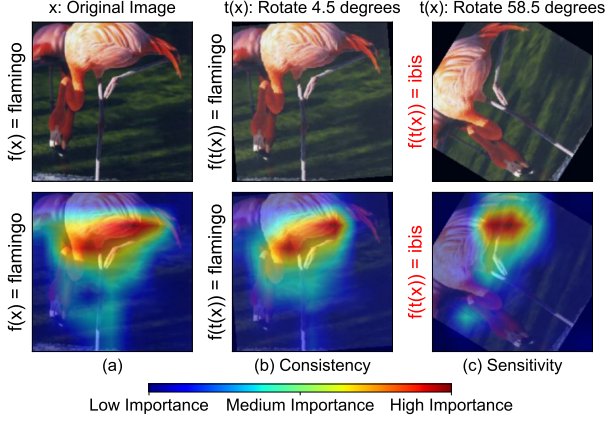 x: Original Image
t(x): Rotate 4.5 degrees
t(x): Rotate 58.5 degrees
f(x) = flamingo
f(t(x)) = flamingo
f(t(x)) = ibis
f(x) = flamingo
f(t(x)) = flamingo
f(t(x)) = ibis
(a)
(b) Consistency
(c) Sensitivity
Low Importance
Medium Importance
High Importance